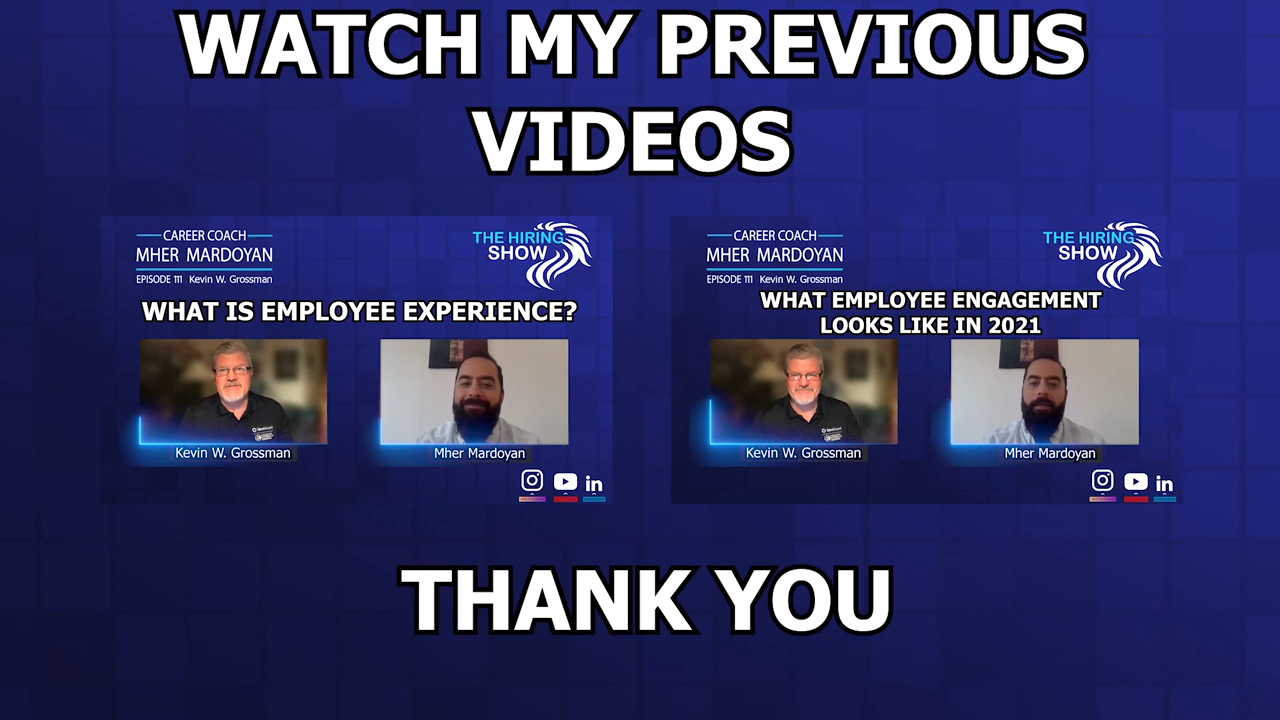 WATCH MY PREVIOUS
VIDEOS
CAREER COACH
MHER MARDOYAN
EPISODE 111 Kevin W. Grossman
THE HIRING
SHOW
WHAT IS EMPLOYEE EXPERIENCE?
Kevin W. Grossman
Mher Mardoyan
in
CAREER COACH
MHER MARDOYAN
EPISODE 111 Kevin W. Grossman
THE HIRING
SHOW
WHAT EMPLOYEE ENGAGEMENT
LOOKS LIKE IN 2021
Kevin W. Grossman
Mher Mardoyan
in
THANK YOU